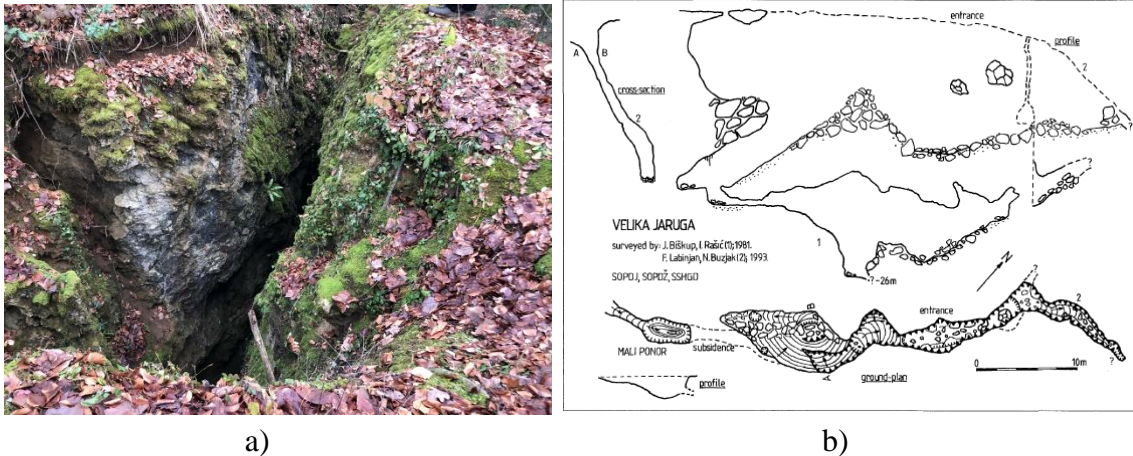 entrance
profile
2
A
B
cross-section
2
?
?
VELIKA JARUGA
surveyed by: J. Biškup, I. Rašić (1); 1981.
F. Labinjan, N. Buzjak (2); 1993.
SOPDJ, SOPDŽ, SSHGD
1
? -26m
N
entrance
2
B
MALI PONOR
subsidence
A
ground-plan
?
0
10m
profile
a)
b)